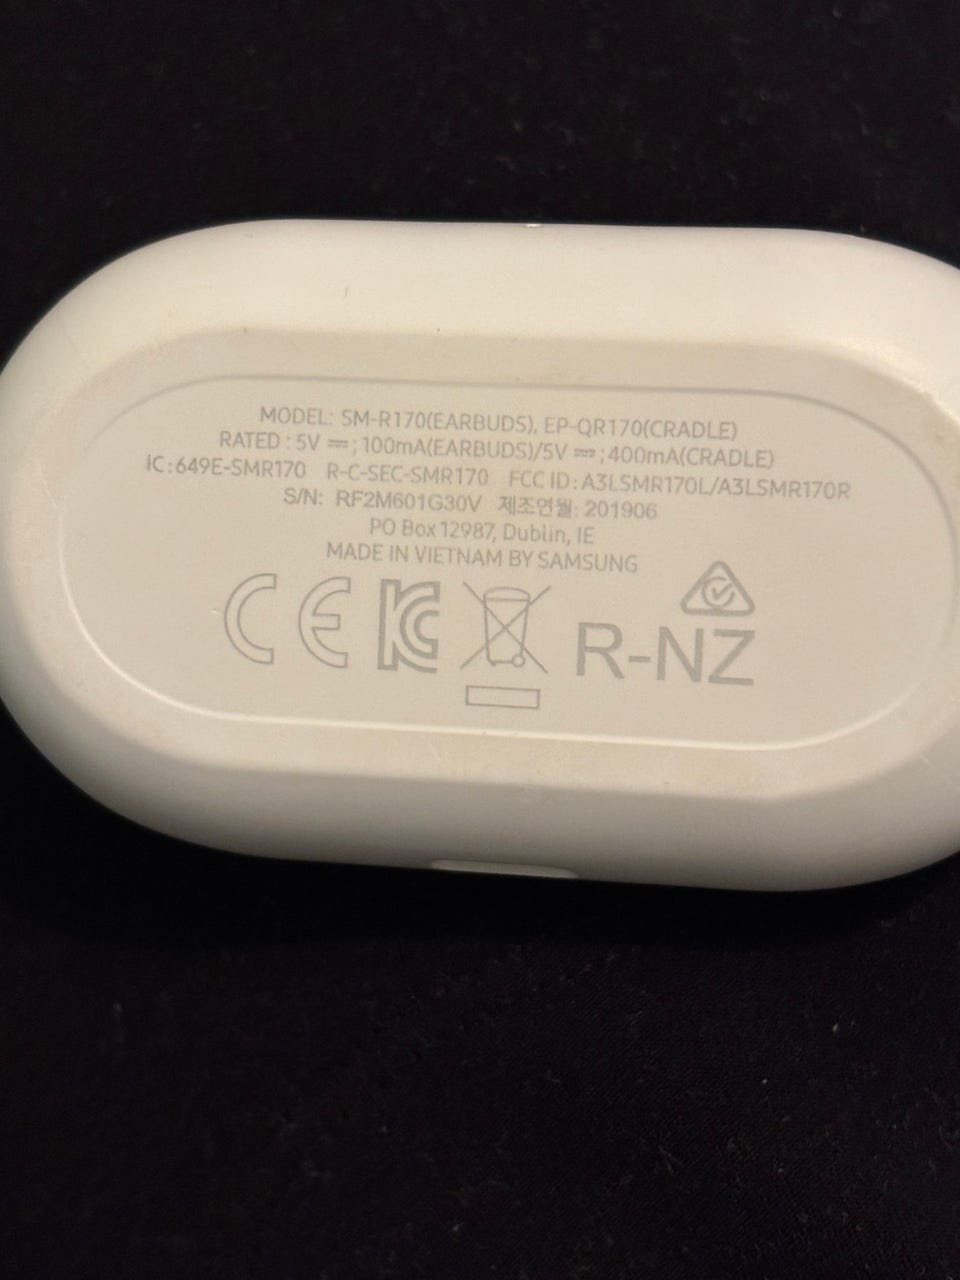 MODEL: SM-R170(EARBUDS), EP-QR170(CRADLE)
RATED : 5V ⎓; 100mA(EARBUDS)/5V ⎓; 400mA(CRADLE)
IC:649E-SMR170 R-C-SEC-SMR170 FCC ID: A3LSMR170L/A3LSMR170R
S/N: RF2M601G30V 제조연월: 201906
PO Box 12987, Dublin, IE
MADE IN VIETNAM BY SAMSUNG
CE KC R-NZ